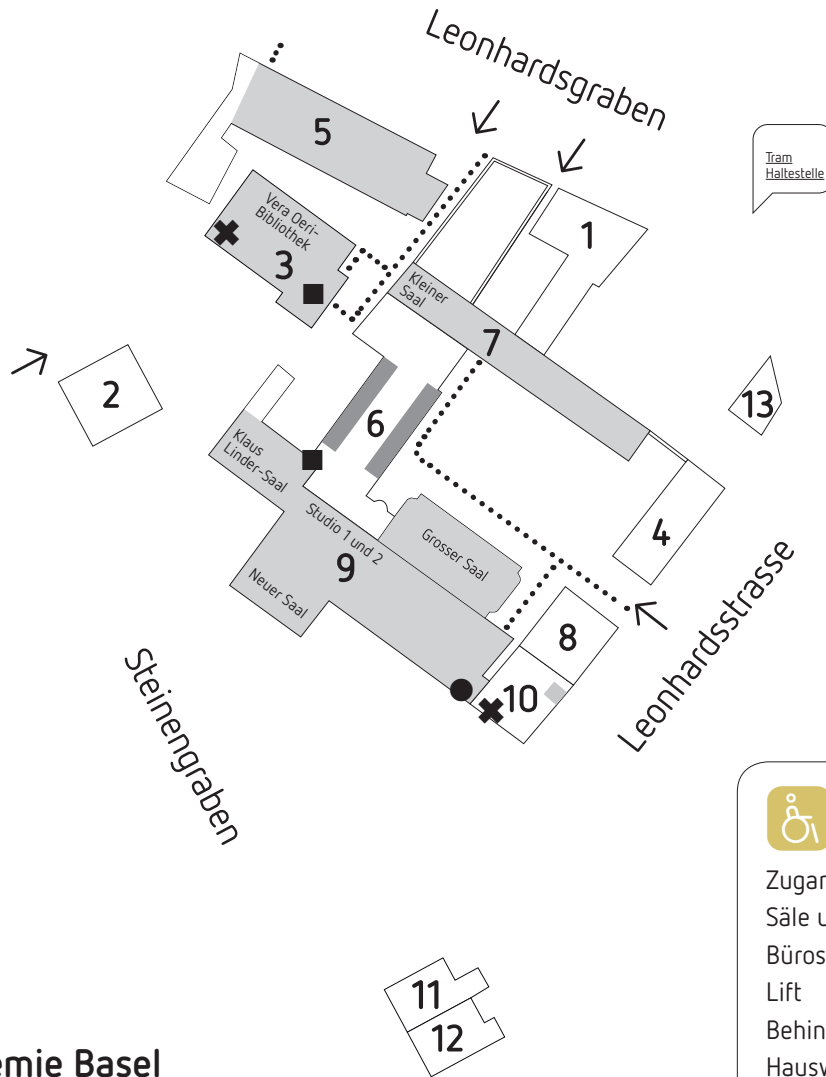 Leonhardsgraben
Tram
Haltestelle
5
1
Vera Oeri-
Bibliothek
3
Kleiner
Saal
7
2
13
6
Klaus
Linder-Saal
4
Studio 1 und 2
9
Grosser Saal
Neuer Saal
8
10
Leonhardsstrasse
Steinengraben
Zugan
Säle u
Büros
Lift
Behin
Hausw
11
12
emie Basel